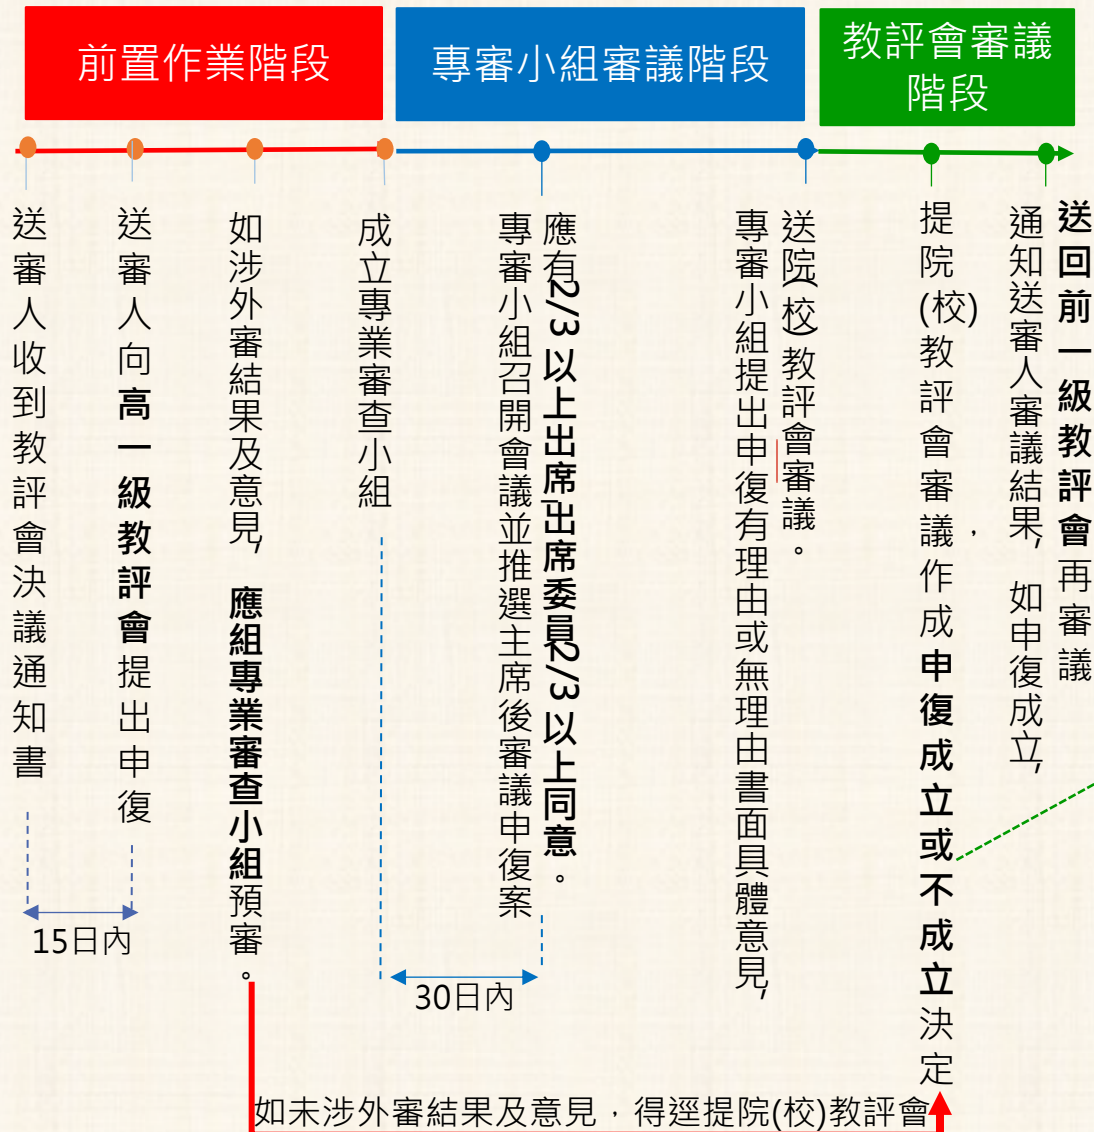 前置作業階段
專審小組審議階段
教評會審議
階段
送審人收到教評會決議通知書
送審人向高一級教評會提出申復
15日內
如涉外審結果及意見,應組專業審查小組預審。
成立專業審查小組
30日內
專審小組召開會議並推選主席後審議申復案
應有2/3以上出席,出席委員2/3以上同意。
專審小組提出申復有理由或無理由書面具體意見,
送院(校)教評會審議。
提院(校)教評會審議,作成申復成立或不成立決定
通知送審人審議結果,如申復成立,
送回前一級教評會再審議
如未涉外審結果及意見,得逕提院(校)教評會